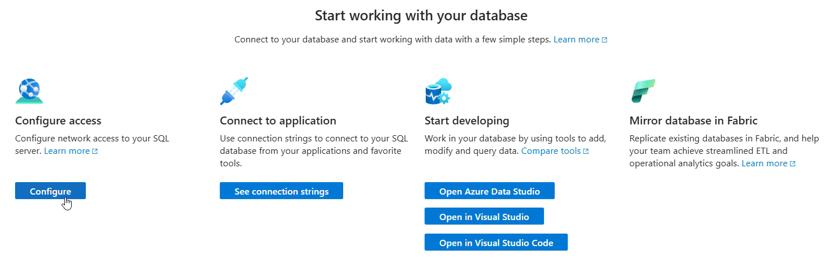 Start working with your database
Connect to your database and start working with data with a few simple steps. Learn more
Configure access
Configure network access to your SQL
server. Learn more
Configure
Connect to application
Use connection strings to connect to your SQL
database from your applications and favorite
tools.
See connection strings
Start developing
Work in your database by using tools to add,
modify and query data. Compare tools
Open Azure Data Studio
Open in Visual Studio
Open in Visual Studio Code
Mirror database in Fabric
Replicate existing databases in Fabric, and help
your team achieve streamlined ETL and
operational analytics goals. Learn more